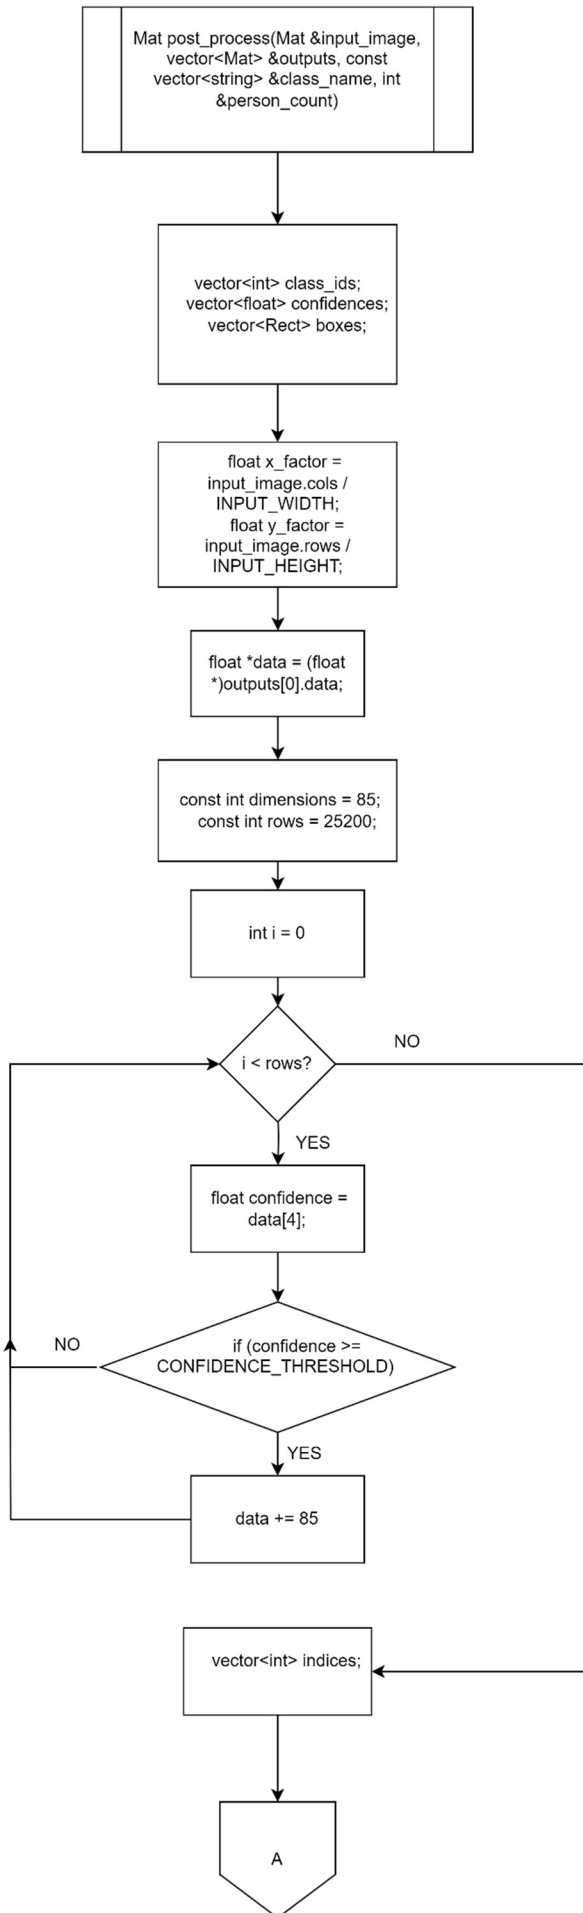 Mat post_process(Mat &input_image,
vector<Mat> &outputs, const
vector<string> &class_name, int
&person_count)
vector<int> class_ids;
vector<float> confidences;
vector<Rect> boxes;
float x_factor =
input_image.cols /
INPUT_WIDTH;
float y_factor =
input_image.rows /
INPUT_HEIGHT;
float *data = (float
*)outputs[0].data;
const int dimensions = 85;
const int rows = 25200;
int i = 0
i < rows?
NO
YES
float confidence =
data[4];
if (confidence >=
CONFIDENCE_THRESHOLD)
NO
YES
data += 85
vector<int> indices;
A